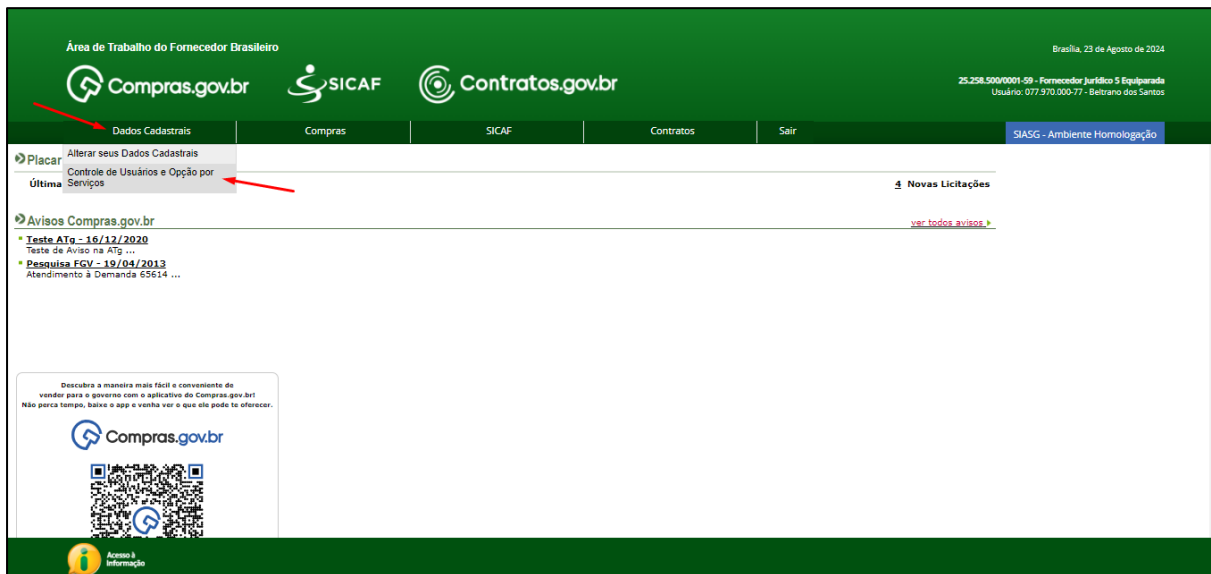 Área de Trabalho do Fornecedor Brasileiro
Brasília, 23 de Agosto de 2024
Compras.gov.br
SICAF
Contratos.gov.br
25.258.500/0001-59 - Fornecedor Jurídico 5 Equiparada
Usuário: 077.970.000-77 - Beltrano dos Santos
Dados Cadastrais
Compras
SICAF
Contratos
Sair
SIASG - Ambiente Homologação
Placar
Alterar seus Dados Cadastrais
Controle de Usuários e Opção por
Serviços
Última
4 Novas Licitações
Avisos Compras.gov.br
ver todos avisos
Teste ATg - 16/12/2020
Teste de Aviso na ATg ...
Pesquisa FGV - 19/04/2013
Atendimento à Demanda 65614 ...
Descubra a maneira mais fácil e conveniente de
vender para o governo com o aplicativo do Compras.gov.br!
Não perca tempo, baixe o app e venha ver o que ele pode te oferecer.
Compras.gov.br
Acesso à
Informação